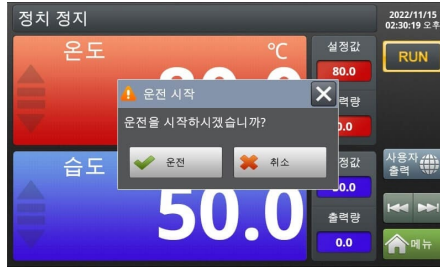 정치 정지
2022/11/15
02:30:19 오후
온도
℃
설정값
80.0
RUN
운전 시작
운전을 시작하시겠습니까?
운전
취소
력량
0.0
습도
50.0
정값
출력량
0.0
사용자
출력
메뉴